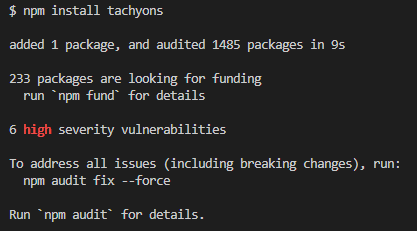 $ npm install tachyons
added 1 package, and audited 1485 packages in 9s
233 packages are looking for funding
  run `npm fund` for details
6 high severity vulnerabilities
To address all issues (including breaking changes), run:
  npm audit fix --force
Run `npm audit` for details.